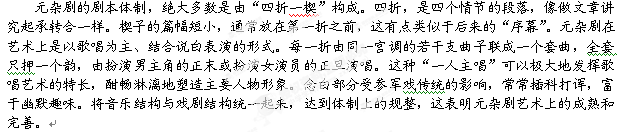 元杂剧的剧本体制，绝大多数是由“四折一楔”构成。四折，是四个情节的段落，像做文章讲
究起承转合一样。楔子的篇幅短小，通常放在第一折之前，这有点类似于后来的“序幕”。元杂剧在
艺术上是以歌唱为主、结合说白表演的形式。每一折由同一宫调的若干支曲子联成一个套曲，全套
只押一个韵，由扮演男主角的正末或扮演女演员的正旦演唱。这种“一人主唱”可以极大地发挥歌
唱艺术的特长，酣畅淋漓地塑造主要人物形象。念白部分受参军戏传统的影响，常常插科打诨，富
于幽默趣味。将音乐结构与戏剧结构统一起来，达到体制上的规整，这表明元杂剧艺术上的成熟和
完善。